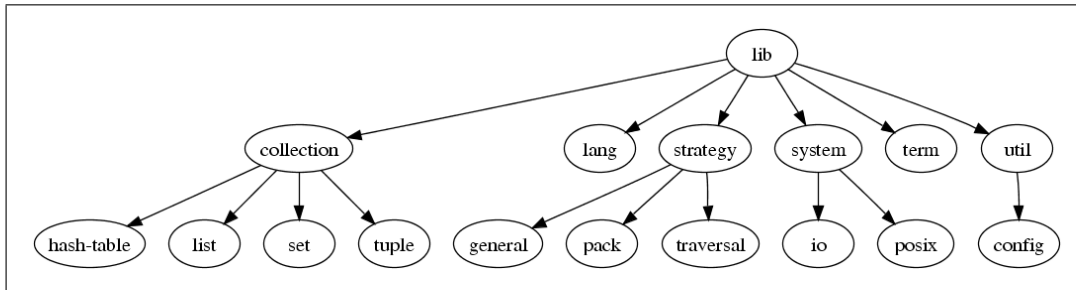 lib
collection
lang
strategy
system
term
util
hash-table
list
set
tuple
general
pack
traversal
io
posix
config